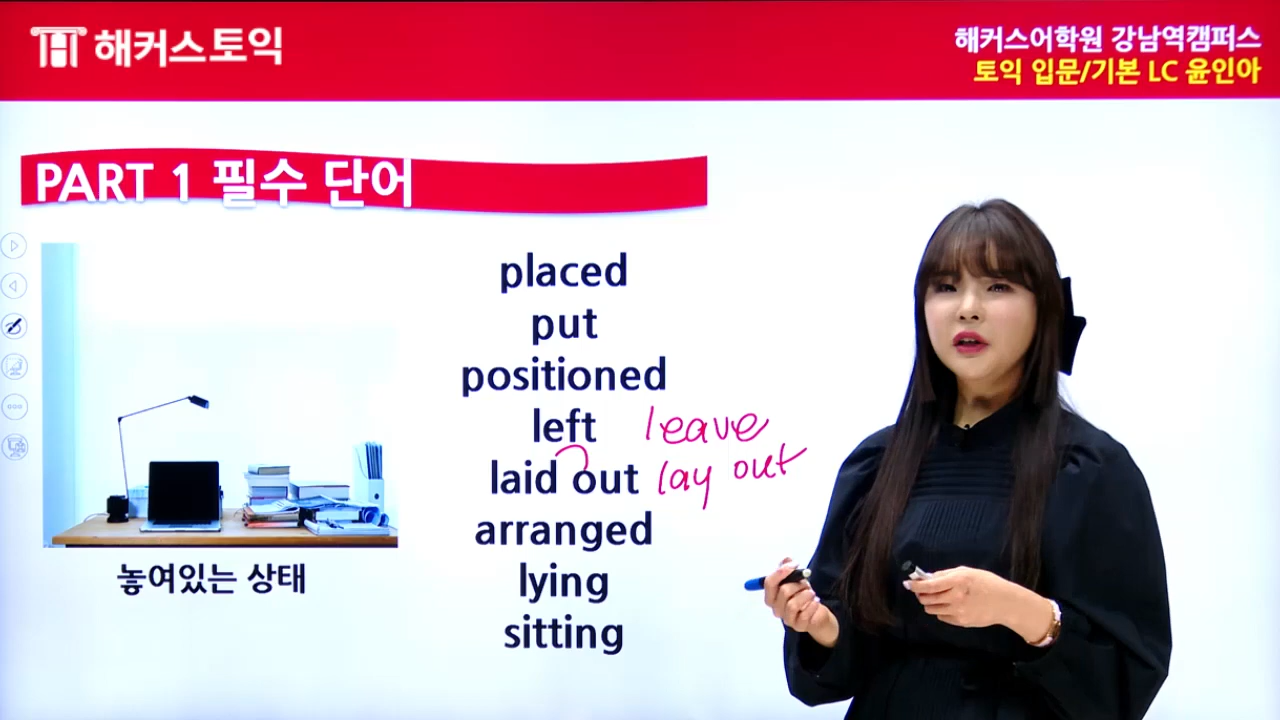 해커스토익
해커스어학원 강남역캠퍼스
토익 입문/기본 LC 윤인아
PART 1 필수 단어
placed
put
positioned
left leave
laid out lay out
arranged
lying
sitting
놓여있는 상태